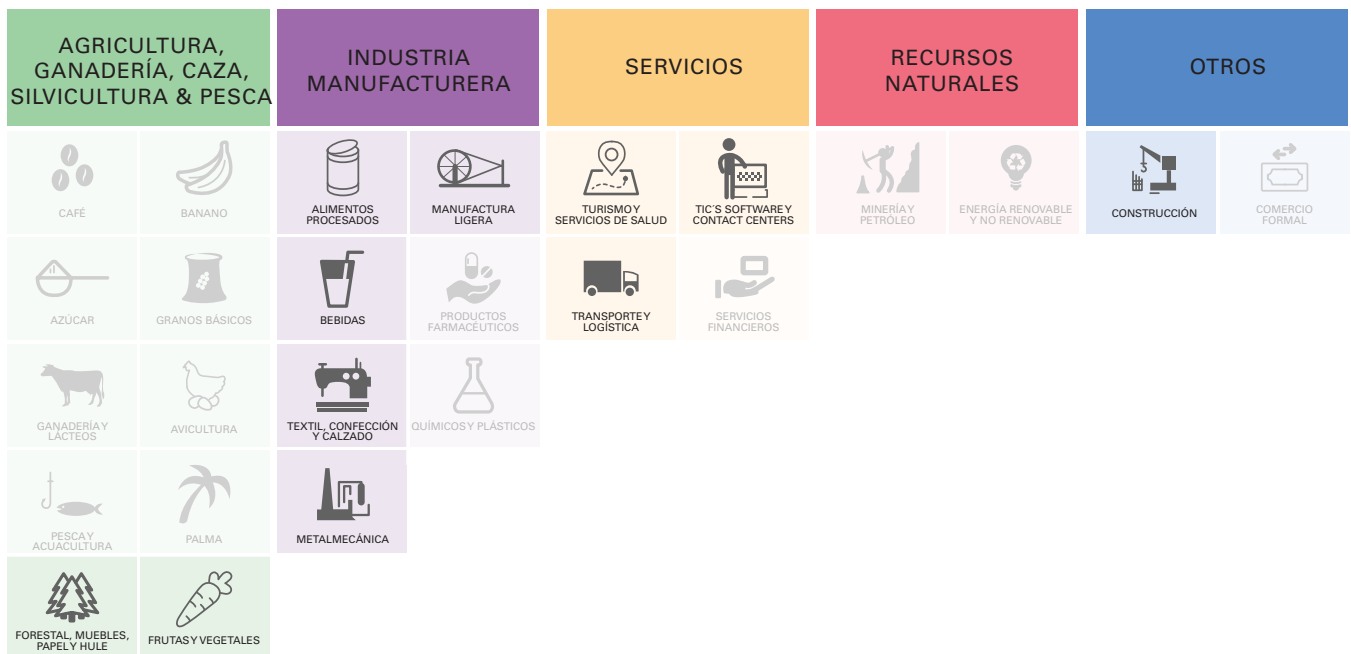 AGRICULTURA,
GANADERÍA, CAZA,
SILVICULTURA & PESCA
INDUSTRIA
MANUFACTURERA
SERVICIOS
RECURSOS
NATURALES
OTROS
CAFÉ
BANANO
ALIMENTOS
PROCESADOS
MANUFACTURA
LIGERA
TURISMO Y
SERVICIOS DE SALUD
TIC´S SOFTWARE Y
CONTACT CENTERS
MINERÍA Y
PETRÓLEO
ENERGÍA RENOVABLE
Y NO RENOVABLE
CONSTRUCCIÓN
COMERCIO
FORMAL
AZÚCAR
GRANOS BÁSICOS
BEBIDAS
PRODUCTOS
FARMACÉUTICOS
TRANSPORTE Y
LOGÍSTICA
SERVICIOS
FINANCIEROS
GANADERÍA Y
LÁCTEOS
AVICULTURA
TEXTIL, CONFECCIÓN
Y CALZADO
QUÍMICOS Y PLÁSTICOS
PESCA Y
ACUACULTURA
PALMA
METALMECÁNICA
FORESTAL, MUEBLES,
PAPEL Y HULE
FRUTAS Y VEGETALES